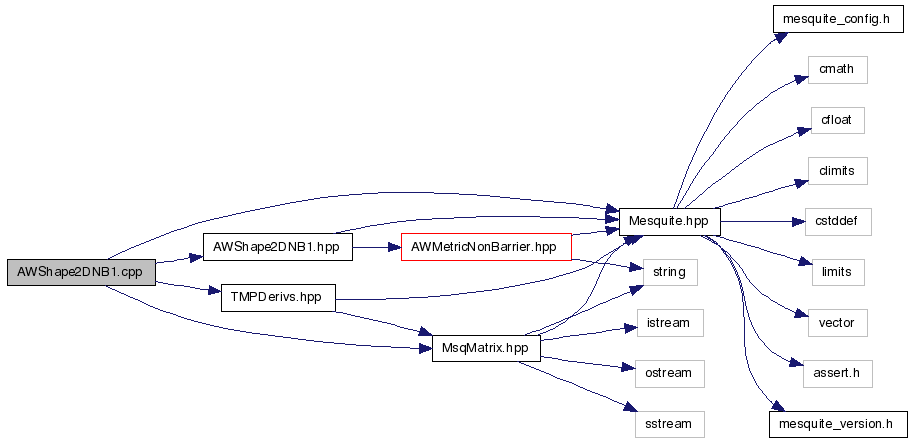 mesquite_config.h
cmath
cfloat
climits
Mesquite.hpp
cstddef
AWShape2DNB1.hpp
AWMetricNonBarrier.hpp
AWShape2DNB1.cpp
string
limits
TMPDerivs.hpp
istream
vector
MsqMatrix.hpp
ostream
assert.h
sstream
mesquite_version.h